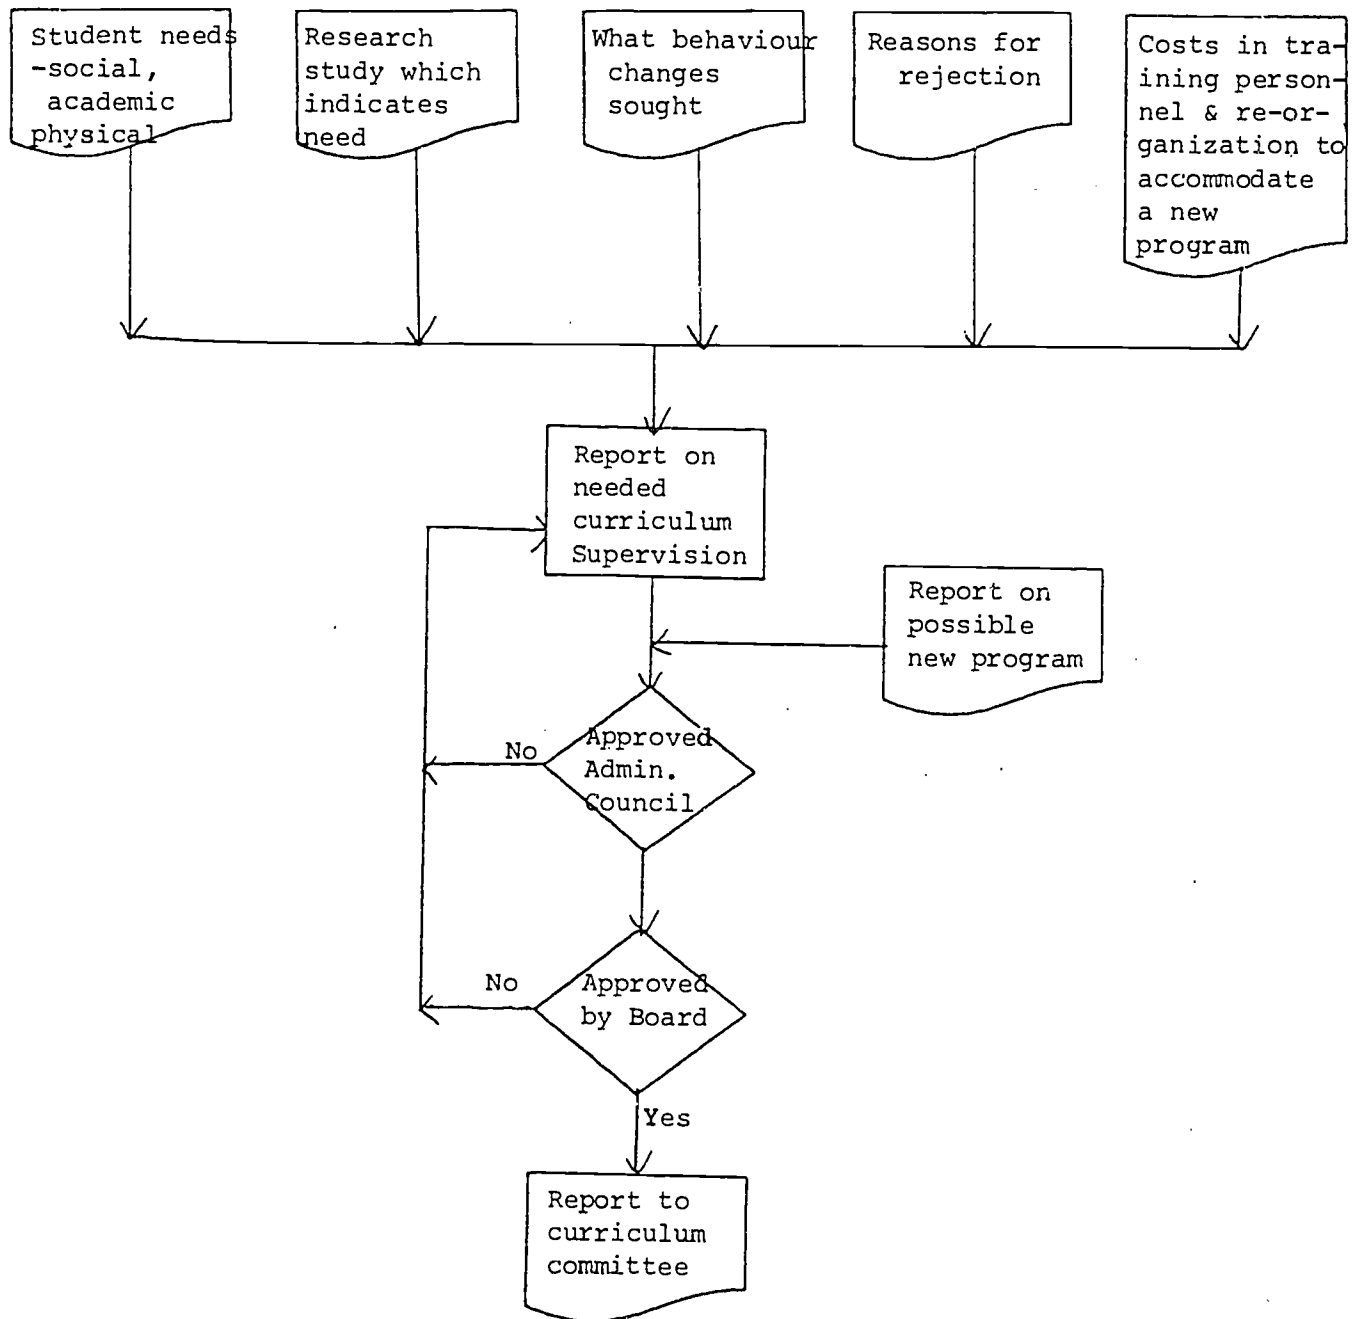 Student needs
-social,
academic
physical
Research
study which
indicates
need
What behaviour
changes
sought
Reasons for
rejection
Costs in tra-
ining person-
nel & re-or-
ganization to
accommodate
a new
program
Report on
needed
curriculum
Supervision
Report on
possible
new program
No
Approved
Admin.
Council
No
Approved
by Board
Yes
Report to
curriculum
committee